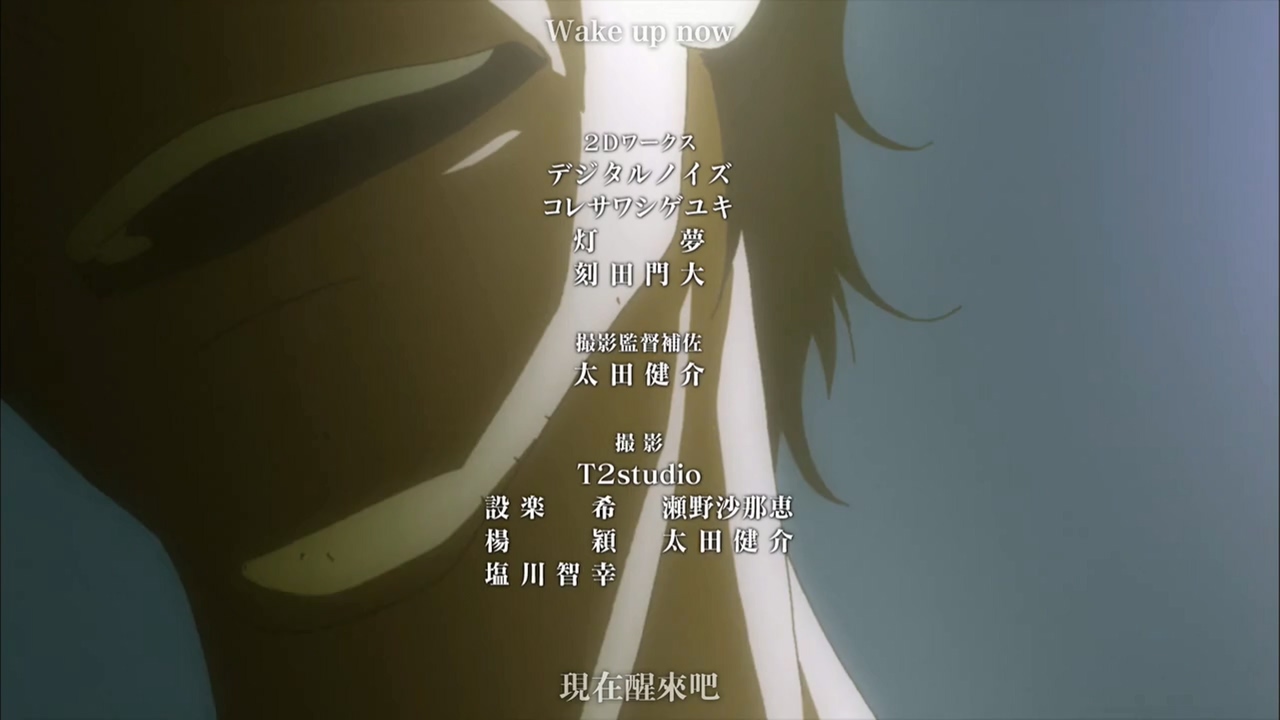 Wake up now
2Dワークス
デジタルノイズ
コレサワシゲユキ
灯 夢
刻田門大
撮影監督補佐
太田健介
撮影
T2studio
設楽 希 瀬野沙那恵
楊 穎 太田健介
塩川智幸
現在醒來吧